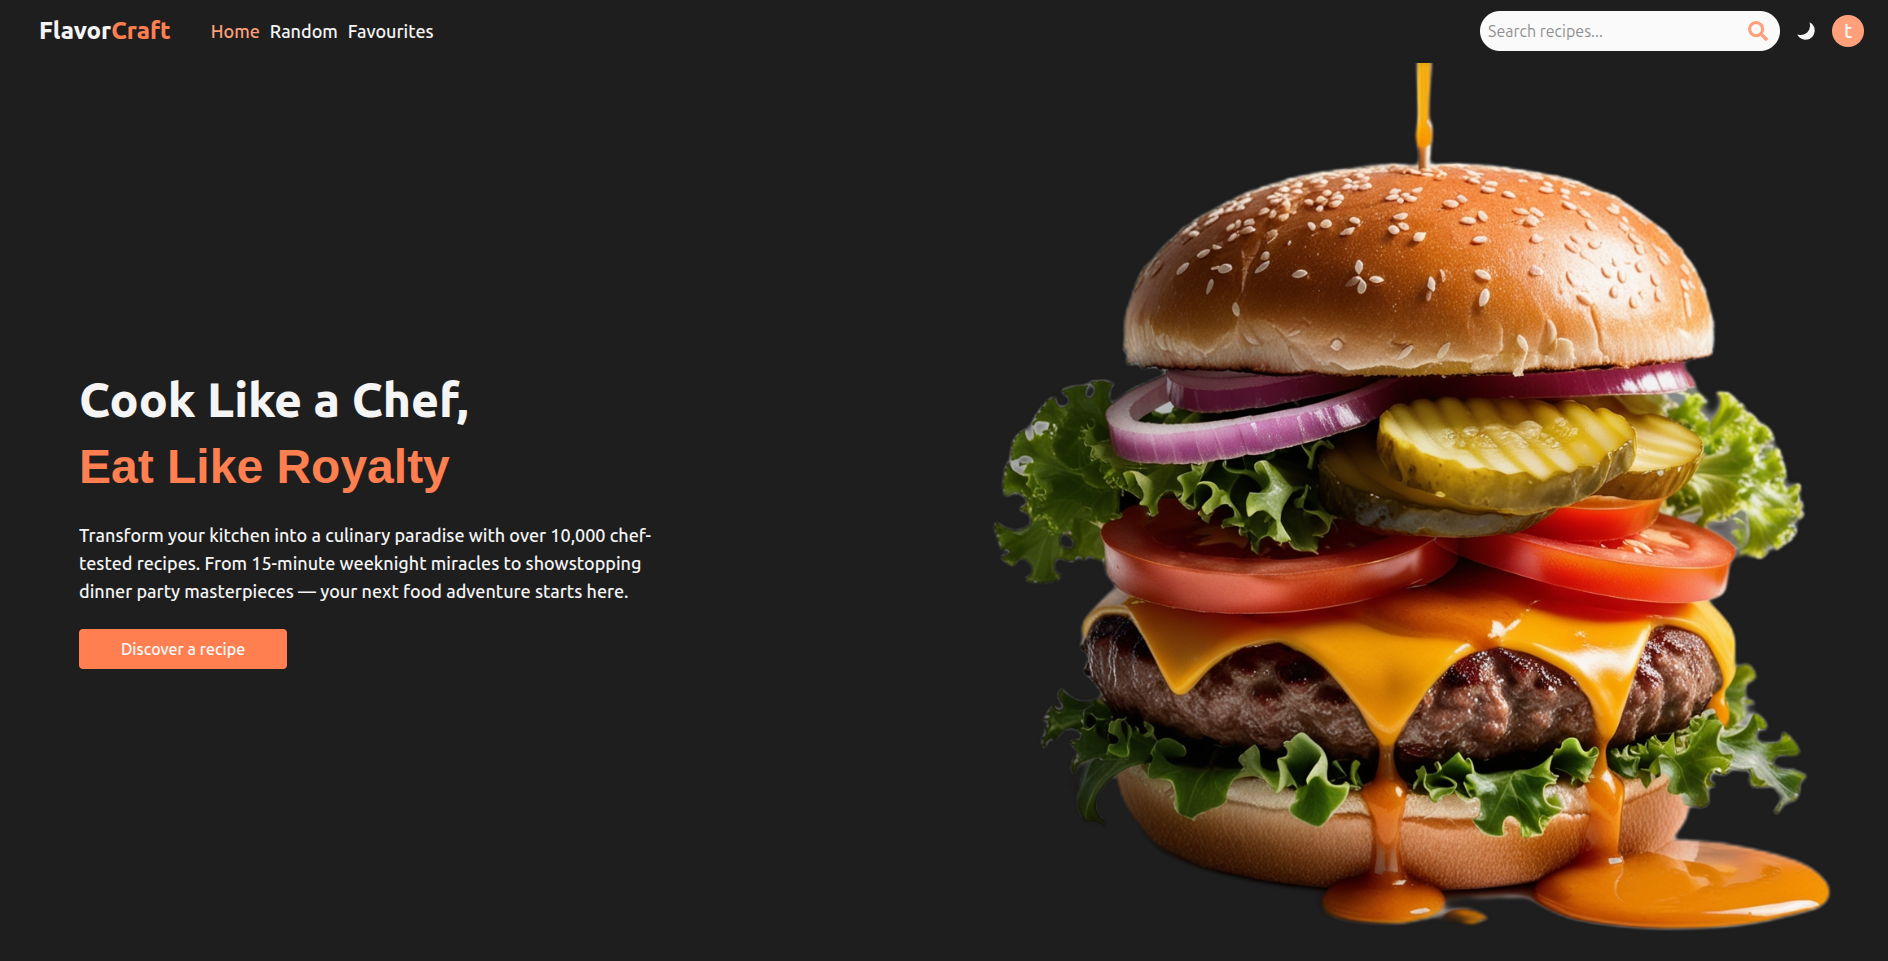 FlavorCraft Home Random Favourites Search recipes... t
Cook Like a Chef,
Eat Like Royalty
Transform your kitchen into a culinary paradise with over 10,000 chef-
tested recipes. From 15-minute weeknight miracles to showstopping
dinner party masterpieces — your next food adventure starts here.
Discover a recipe